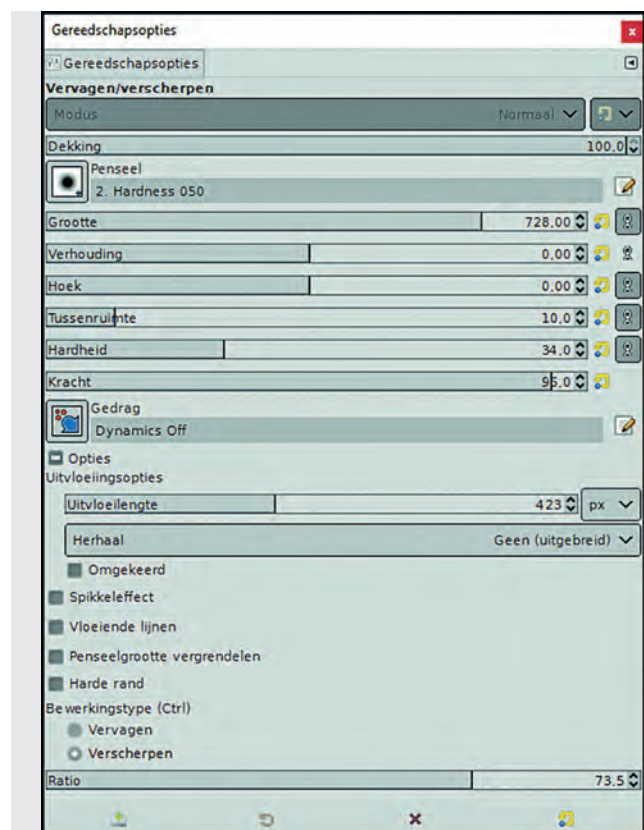 Gereedschapsopties
Gereedschapsopties
Vervagen/verscherpen
Modus Normaal
Dekking 100,0
Penseel
2. Hardness 050
Grootte 728,00
Verhouding 0,00
Hoek 0,00
Tussenruimte 10,0
Hardheid 34,0
Kracht 95,0
Gedrag
Dynamics Off
Opties
Uitvloeiingsopties
Uitvloeilengte 423 px
Herhaal Geen (uitgebreid)
Omgekeerd
Spikkeleffect
Vloeiende lijnen
Penseelgrootte vergrendelen
Harde rand
Bewerkingstype (Ctrl)
Vervagen
Verscherpen
Ratio 73,5